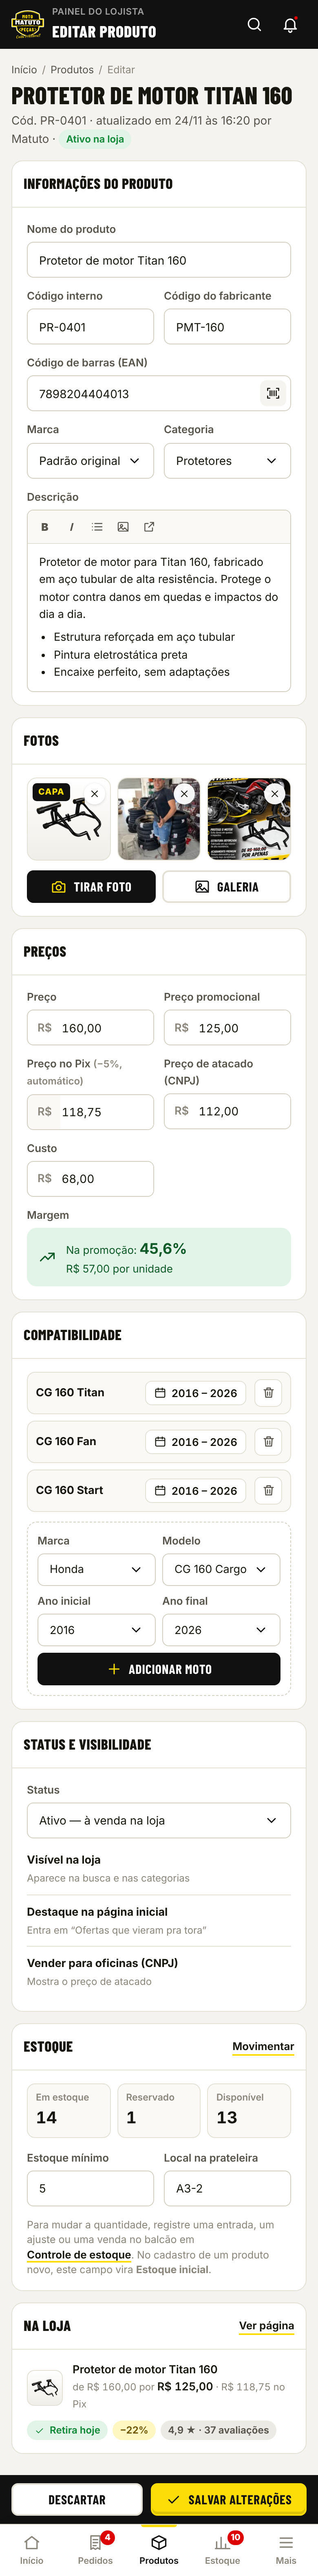 MOTO
MATUTO
PEÇAS
PAINEL DO LOJISTA
EDITAR PRODUTO
Início / Produtos / Editar
PROTETOR DE MOTOR TITAN 160
Cód. PR-0401 · atualizado em 24/11 às 16:20 por
Matuto · Ativo na loja
INFORMAÇÕES DO PRODUTO
Nome do produto
Protetor de motor Titan 160
Código interno Código do fabricante
PR-0401 PMT-160
Código de barras (EAN)
7898204404013
Marca Categoria
Padrão original Protetores
Descrição
B I
Protetor de motor para Titan 160, fabricado
em aço tubular de alta resistência. Protege o
motor contra danos em quedas e impactos do
dia a dia.
• Estrutura reforçada em aço tubular
• Pintura eletrostática preta
• Encaixe perfeito, sem adaptações
FOTOS
CAPA
TIRAR FOTO GALERIA
PREÇOS
Preço Preço promocional
R$ 160,00 R$ 125,00
Preço no Pix (−5%, Preço de atacado
automático) (CNPJ)
R$ 118,75 R$ 112,00
Custo
R$ 68,00
Margem
Na promoção: 45,6%
R$ 57,00 por unidade
COMPATIBILIDADE
CG 160 Titan 2016 – 2026
CG 160 Fan 2016 – 2026
CG 160 Start 2016 – 2026
Marca Modelo
Honda CG 160 Cargo
Ano inicial Ano final
2016 2026
ADICIONAR MOTO
STATUS E VISIBILIDADE
Status
Ativo — à venda na loja
Visível na loja
Aparece na busca e nas categorias
Destaque na página inicial
Entra em “Ofertas que vieram pra tora”
Vender para oficinas (CNPJ)
Mostra o preço de atacado
ESTOQUE Movimentar
Em estoque Reservado Disponível
14 1 13
Estoque mínimo Local na prateleira
5 A3-2
Para mudar a quantidade, registre uma entrada, um
ajuste ou uma venda no balcão em
Controle de estoque. No cadastro de um produto
novo, este campo vira Estoque inicial.
NA LOJA Ver página
Protetor de motor Titan 160
de R$ 160,00 por R$ 125,00 · R$ 118,75 no
Pix
Retira hoje −22% 4,9 ★ · 37 avaliações
DESCARTAR SALVAR ALTERAÇÕES
4 10
Início Pedidos Produtos Estoque Mais